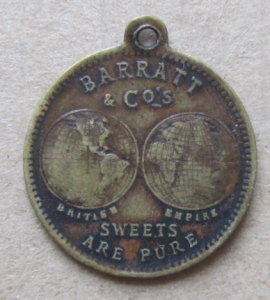 BARRATT
& CO'S
BRITISH EMPIRE
SWEETS
ARE PURE